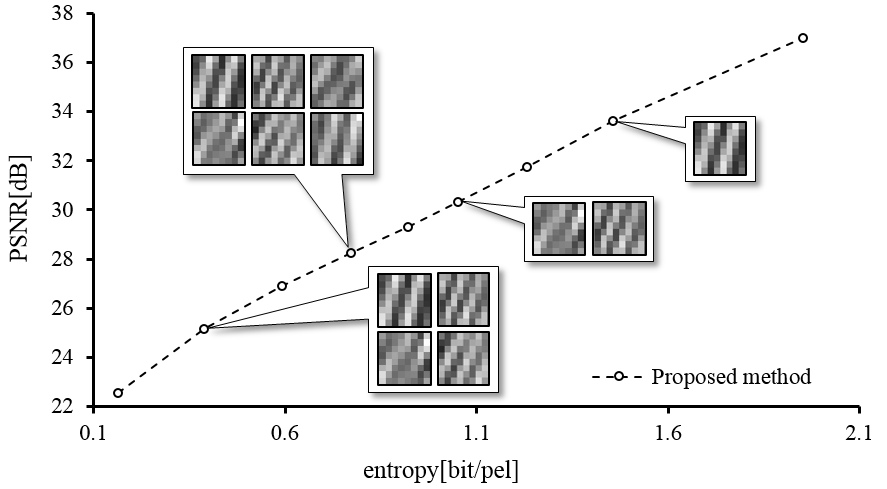 38
36
34
32
30
28
26
24
22
PSNR[dB]
0.1 0.6 1.1 1.6 2.1
entropy[bit/pel]
Proposed method